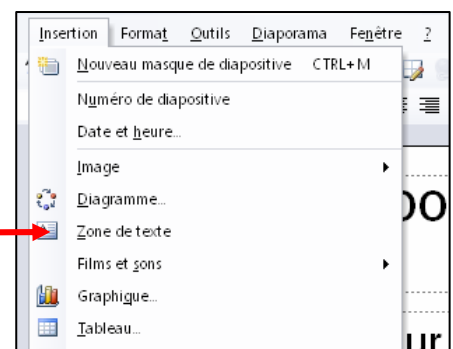 Insertion Format Outils Diaporama Fenêtre ?
Nouveau masque de diapositive CTRL+M
Numéro de diapositive
Date et heure...
Image
Diagramme...
Zone de texte
Films et sons
Graphique...
Tableau...